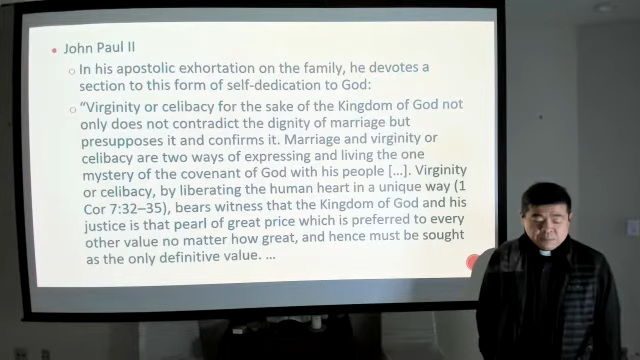 • John Paul II
○ In his apostolic exhortation on the family, he devotes a
section to this form of self-dedication to God:
○ “Virginity or celibacy for the sake of the Kingdom of God not
only does not contradict the dignity of marriage but
presupposes it and confirms it. Marriage and virginity or
celibacy are two ways of expressing and living the one
mystery of the covenant of God with his people [...]. Virginity
or celibacy, by liberating the human heart in a unique way (1
Cor 7:32–35), bears witness that the Kingdom of God and his
justice is that pearl of great price which is preferred to every
other value no matter how great, and hence must be sought
as the only definitive value. ...